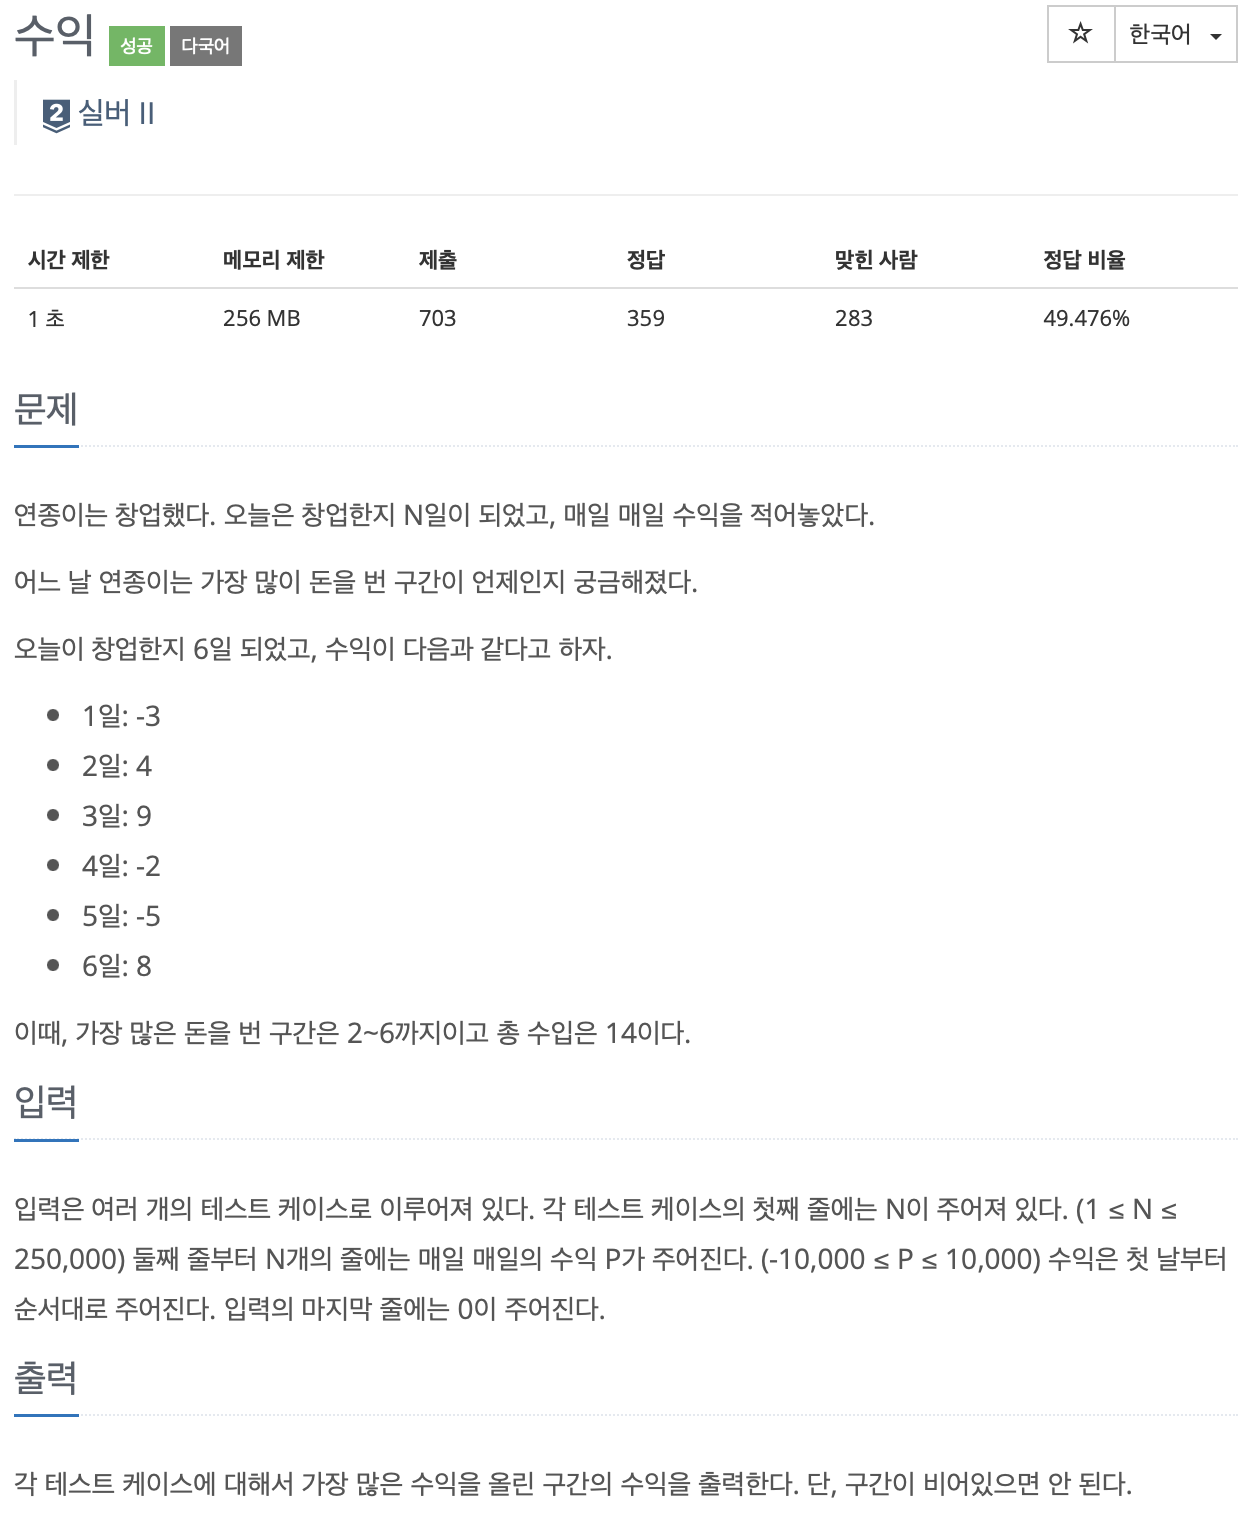 수익 성공 다국어
☆ 한국어
2 실버 II
시간 제한 메모리 제한 제출 정답 맞힌 사람 정답 비율
1 초 256 MB 703 359 283 49.476%
문제
연종이는 창업했다. 오늘은 창업한지 N일이 되었고, 매일 매일 수익을 적어놓았다.
어느 날 연종이는 가장 많이 돈을 번 구간이 언제인지 궁금해졌다.
오늘이 창업한지 6일 되었고, 수익이 다음과 같다고 하자.
• 1일: -3
• 2일: 4
• 3일: 9
• 4일: -2
• 5일: -5
• 6일: 8
이때, 가장 많은 돈을 번 구간은 2~6까지이고 총 수입은 14이다.
입력
입력은 여러 개의 테스트 케이스로 이루어져 있다. 각 테스트 케이스의 첫째 줄에는 N이 주어져 있다. (1 ≤ N ≤
250,000) 둘째 줄부터 N개의 줄에는 매일 매일의 수익 P가 주어진다. (-10,000 ≤ P ≤ 10,000) 수익은 첫 날부터
순서대로 주어진다. 입력의 마지막 줄에는 0이 주어진다.
출력
각 테스트 케이스에 대해서 가장 많은 수익을 올린 구간의 수익을 출력한다. 단, 구간이 비어있으면 안 된다.